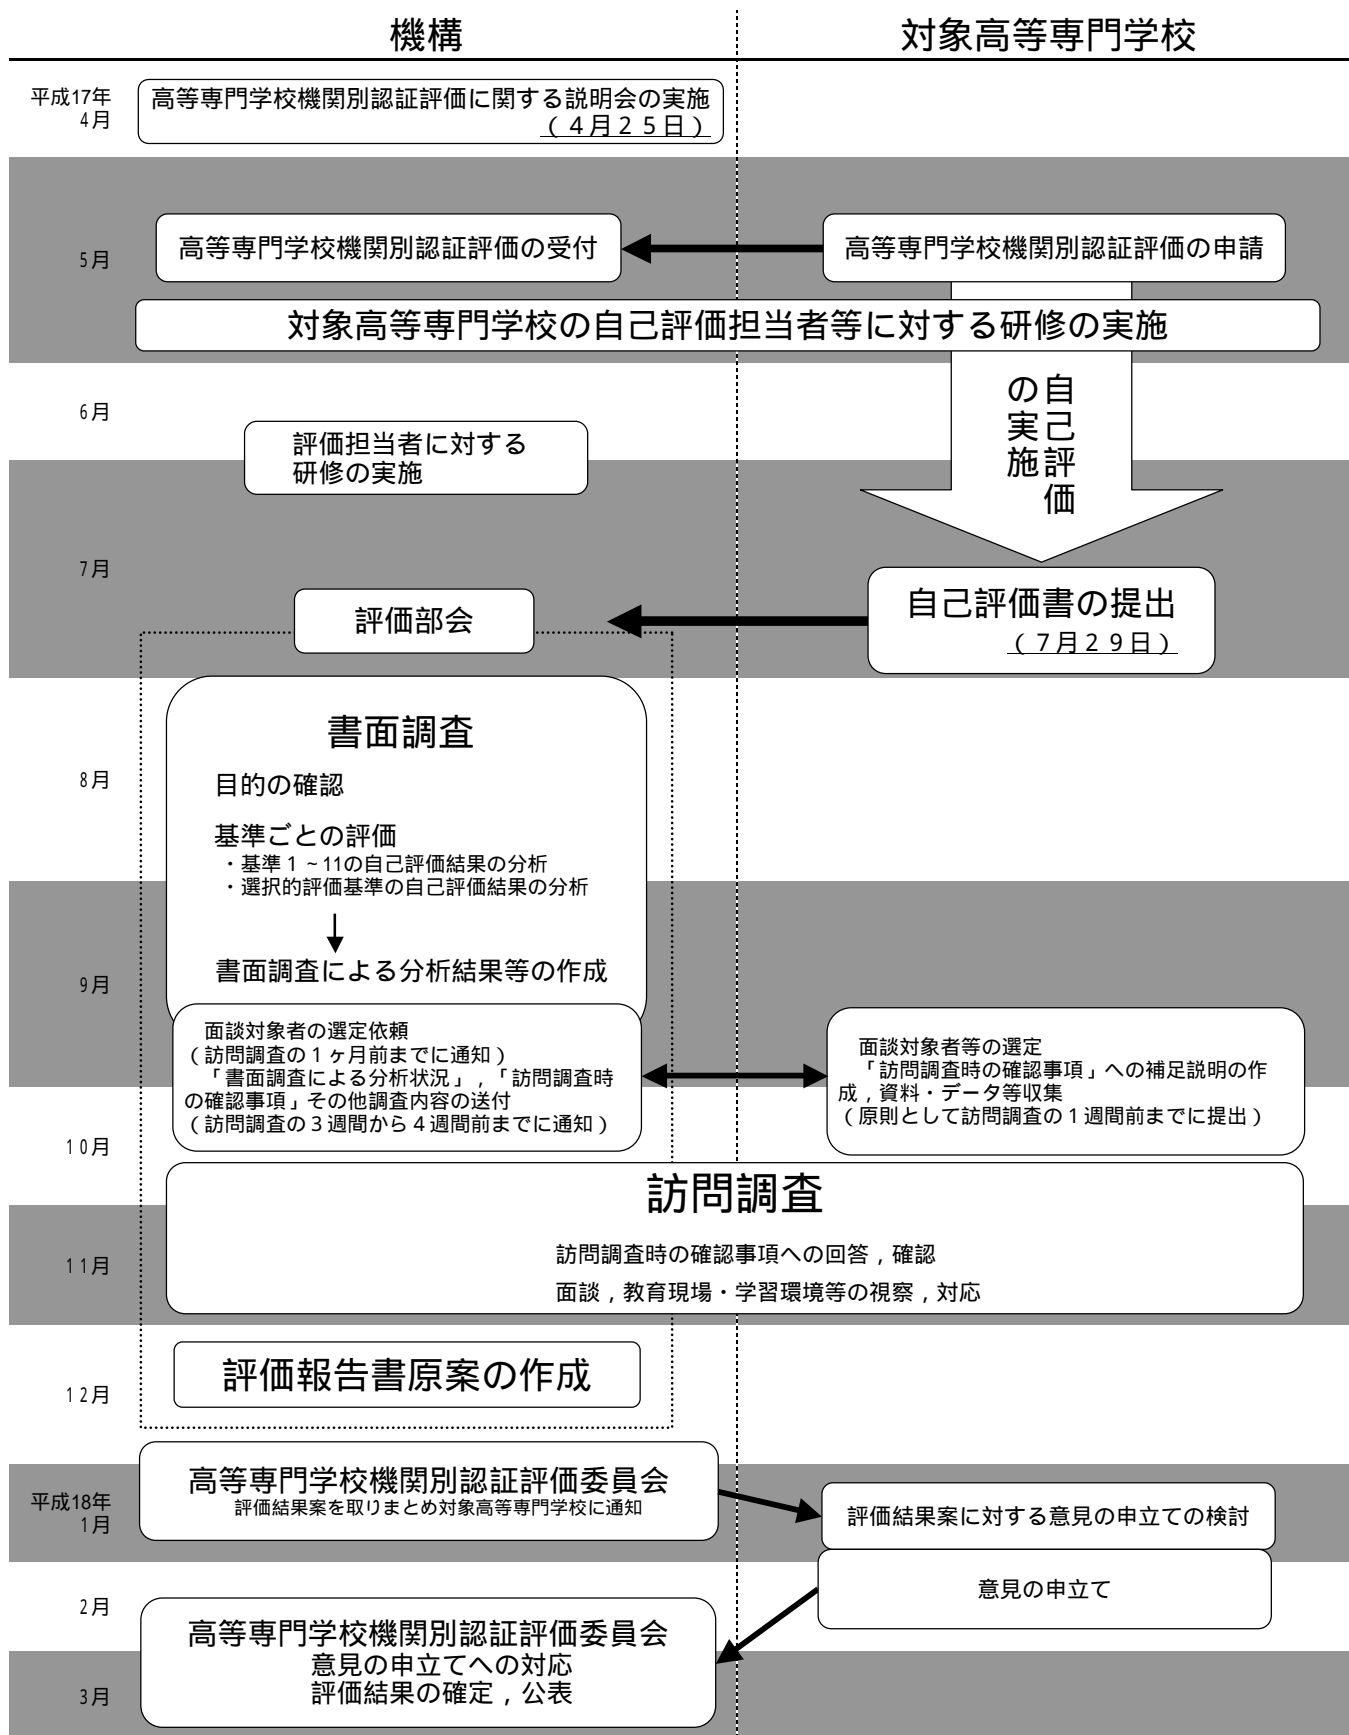 機構
対象高等専門学校
平成17年
4月
高等専門学校機関別認証評価に関する説明会の実施
（４月２５日）
5月
高等専門学校機関別認証評価の受付
高等専門学校機関別認証評価の申請
対象高等専門学校の自己評価担当者等に対する研修の実施
6月
自己評価
の実施
評価担当者に対する
研修の実施
7月
評価部会
自己評価書の提出
（７月２９日）
8月
書面調査
目的の確認
基準ごとの評価
・基準１~11の自己評価結果の分析
・選択的評価基準の自己評価結果の分析
9月
書面調査による分析結果等の作成
面談対象者の選定依頼
（訪問調査の１ヶ月前までに通知）
「書面調査による分析状況」，「訪問調査時
の確認事項」その他調査内容の送付
（訪問調査の３週間から４週間前までに通知）
面談対象者等の選定
「訪問調査時の確認事項」への補足説明の作
成，資料・データ等収集
（原則として訪問調査の１週間前までに提出）
10月
訪問調査
11月
訪問調査時の確認事項への回答，確認
面談，教育現場・学習環境等の視察，対応
12月
評価報告書原案の作成
平成18年
1月
高等専門学校機関別認証評価委員会
評価結果案を取りまとめ対象高等専門学校に通知
評価結果案に対する意見の申立ての検討
2月
意見の申立て
高等専門学校機関別認証評価委員会
意見の申立てへの対応
評価結果の確定，公表
3月